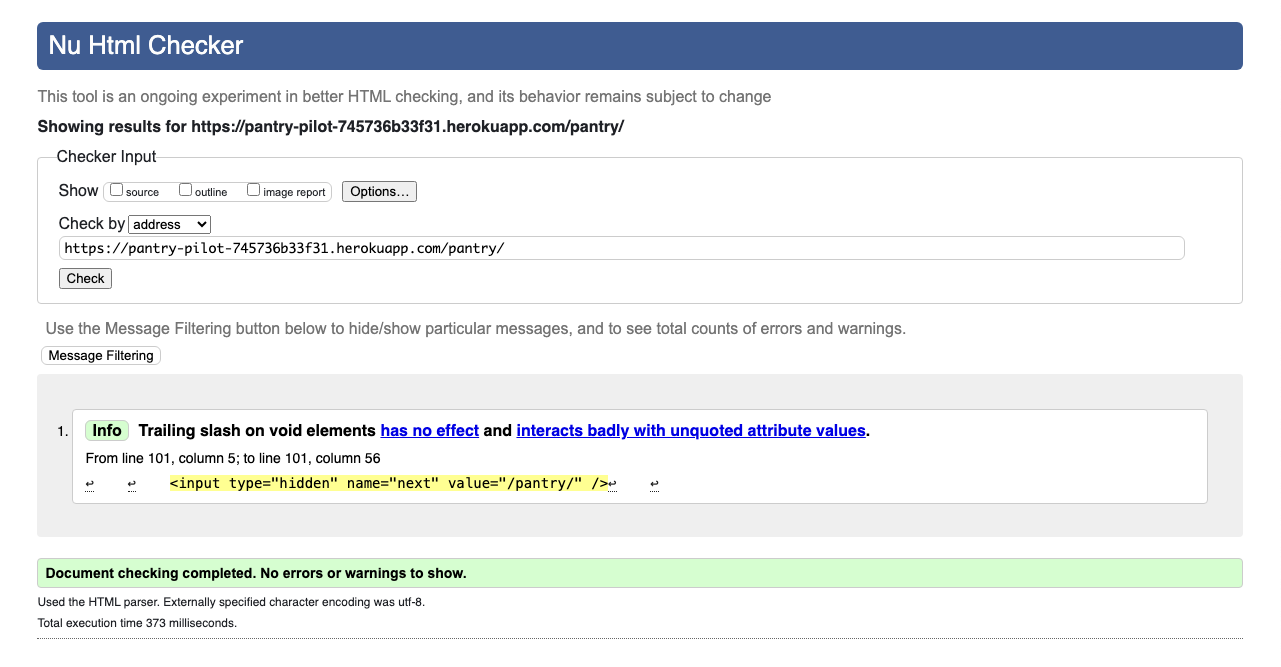 Nu Html Checker
This tool is an ongoing experiment in better HTML checking, and its behavior remains subject to change
Showing results for https://pantry-pilot-745736b33f31.herokuapp.com/pantry/
Checker Input
Show source outline image report Options...
Check by address
https://pantry-pilot-745736b33f31.herokuapp.com/pantry/
Check
Use the Message Filtering button below to hide/show particular messages, and to see total counts of errors and warnings.
Message Filtering
1. Info Trailing slash on void elements has no effect and interacts badly with unquoted attribute values.
From line 101, column 5; to line 101, column 56
↩ ↩ <input type="hidden" name="next" value="/pantry/" />↩ ↩
Document checking completed. No errors or warnings to show.
Used the HTML parser. Externally specified character encoding was utf-8.
Total execution time 373 milliseconds.